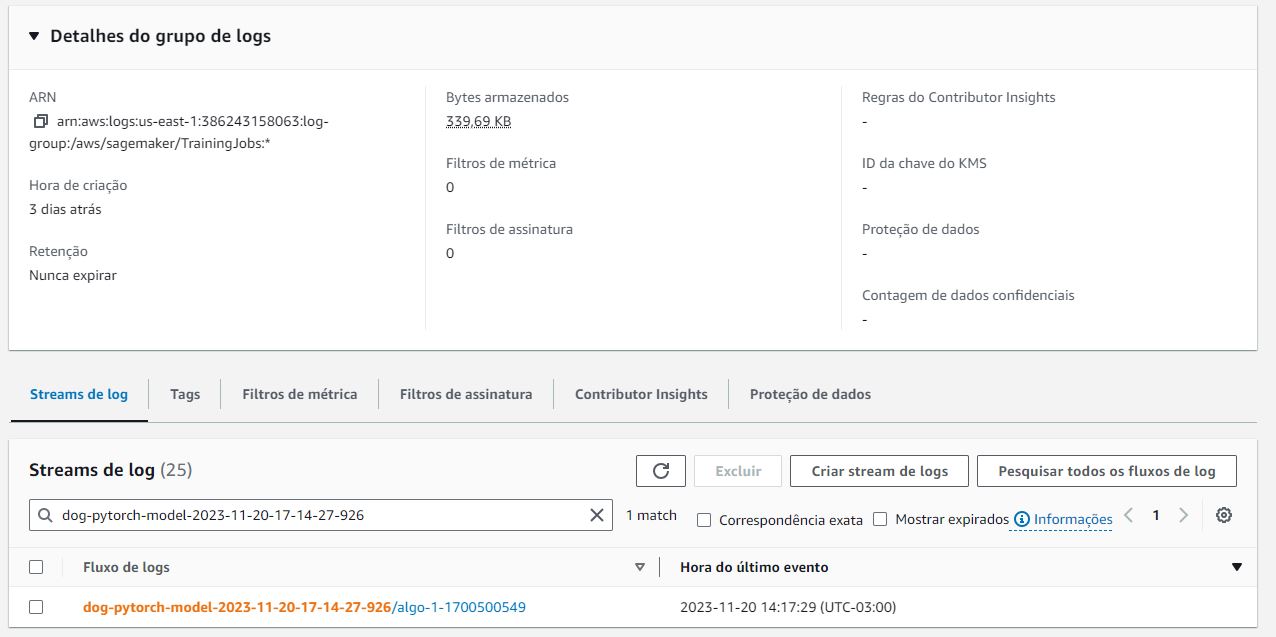 Detalhes do grupo de logs
ARN
arn:aws:logs:us-east-1:386243158063:log-
group:/aws/sagemaker/TrainingJobs:*
Hora de criação
3 dias atrás
Retenção
Nunca expirar
Bytes armazenados
339,69 KB
Filtros de métrica
0
Filtros de assinatura
0
Regras do Contributor Insights
-
ID da chave do KMS
-
Proteção de dados
-
Contagem de dados confidenciais
-
Streams de log Tags Filtros de métrica Filtros de assinatura Contributor Insights Proteção de dados
Streams de log (25) Excluir Criar stream de logs Pesquisar todos os fluxos de log
dog-pytorch-model-2023-11-20-17-14-27-926 1 match Correspondência exata Mostrar expirados Informações 1
Fluxo de logs Hora do último evento
dog-pytorch-model-2023-11-20-17-14-27-926/algo-1-1700500549 2023-11-20 14:17:29 (UTC-03:00)